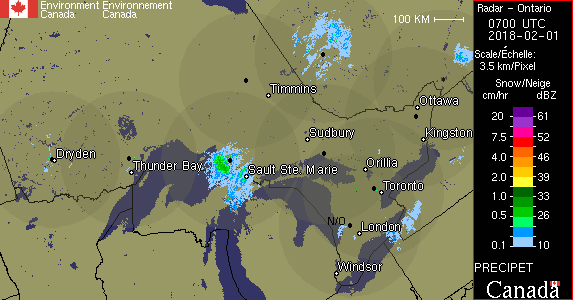 Environment Environnement
Canada Canada
100 KM
Radar - Ontario
0700 UTC
2018-02-01
Scale/Échelle:
3.5 km/Pixel
Snow/Neige
cm/hr dBZ
20 61
7.5 52
4.0 46
2.0 39
1.0 33
0.5 26
0.1 10
PRECIPET
Canada
Timmins
Ottawa
Sudbury
Kingston
Dryden
Thunder Bay
Sault Ste. Marie
Orillia
Toronto
N/O
London
Windsor